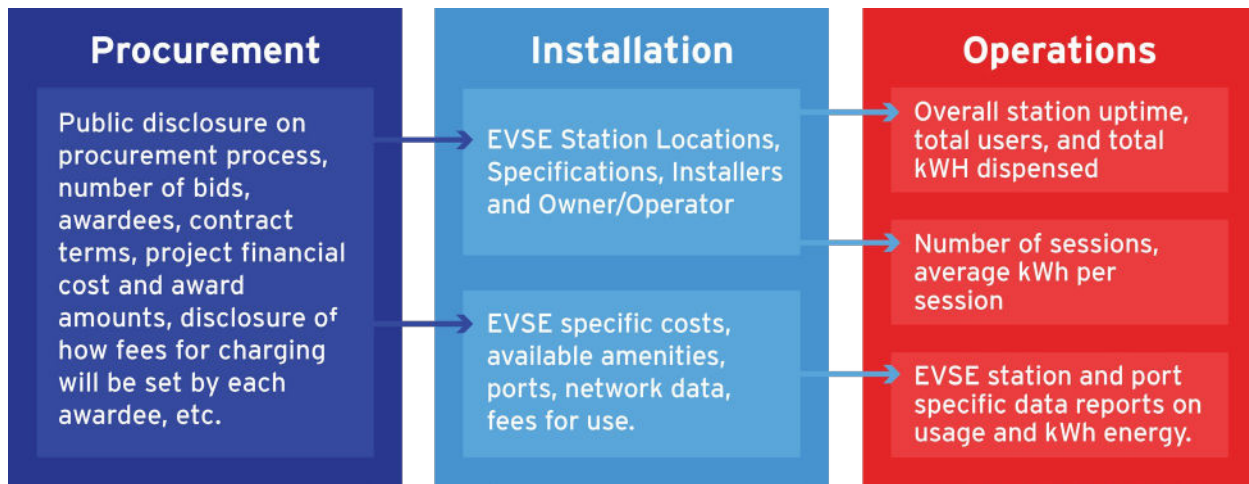 Procurement
Public disclosure on
procurement process,
number of bids,
awardees, contract
terms, project financial
cost and award
amounts, disclosure of
how fees for charging
will be set by each
awardee, etc.
Installation
EVSE Station Locations,
Specifications, Installers
and Owner/Operator
EVSE specific costs,
available amenities,
ports, network data,
fees for use.
Operations
Overall station uptime,
total users, and total
kWH dispensed
Number of sessions,
average kWh per
session
EVSE station and port
specific data reports on
usage and kWh energy.